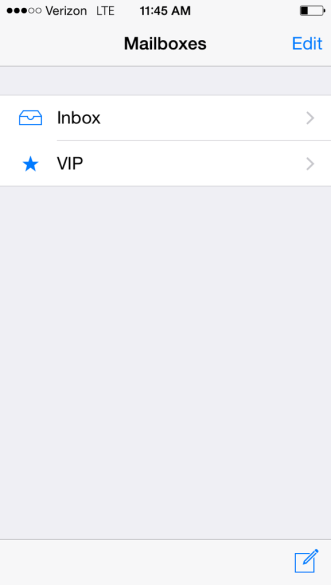 Verizon LTE 11:45 AM
Mailboxes Edit
Inbox
VIP